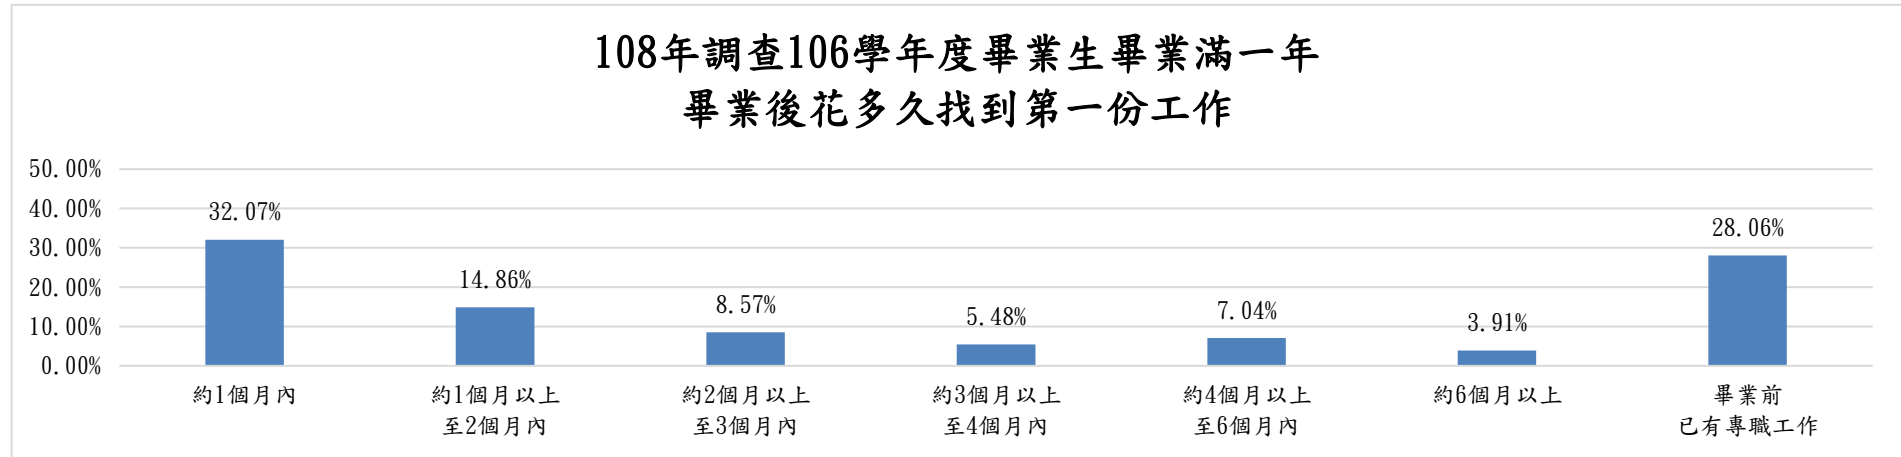 108年調查106學年度畢業生畢業滿一年
畢業後花多久找到第一份工作
50.00%
40.00%
30.00%
20.00%
10.00%
0.00%
32.07%
14.86%
8.57%
5.48%
7.04%
3.91%
28.06%
約1個月內
約1個月以上
至2個月內
約2個月以上
至3個月內
約3個月以上
至4個月內
約4個月以上
至6個月內
約6個月以上
畢業前
已有專職工作